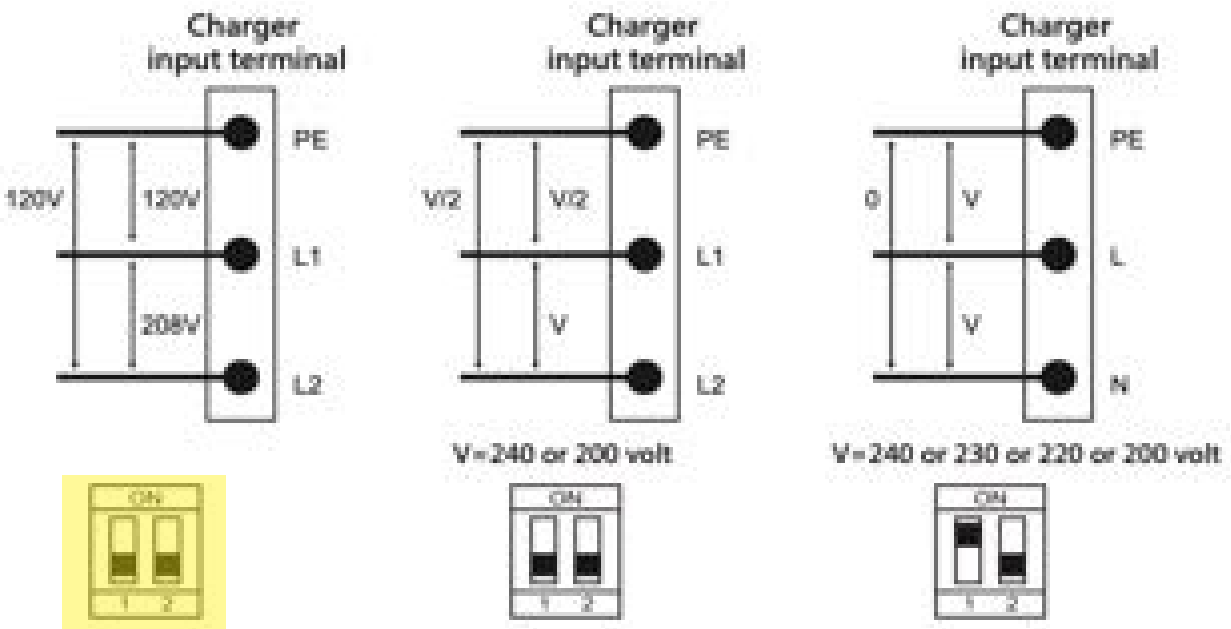 Charger
input terminal
PE
120V
120V
L1
208V
L2
ON
1 2
Charger
input terminal
PE
V/2
V/2
L1
V
L2
V=240 or 200 volt
ON
1 2
Charger
input terminal
PE
0
V
L
V
N
V=240 or 230 or 220 or 200 volt
ON
1 2